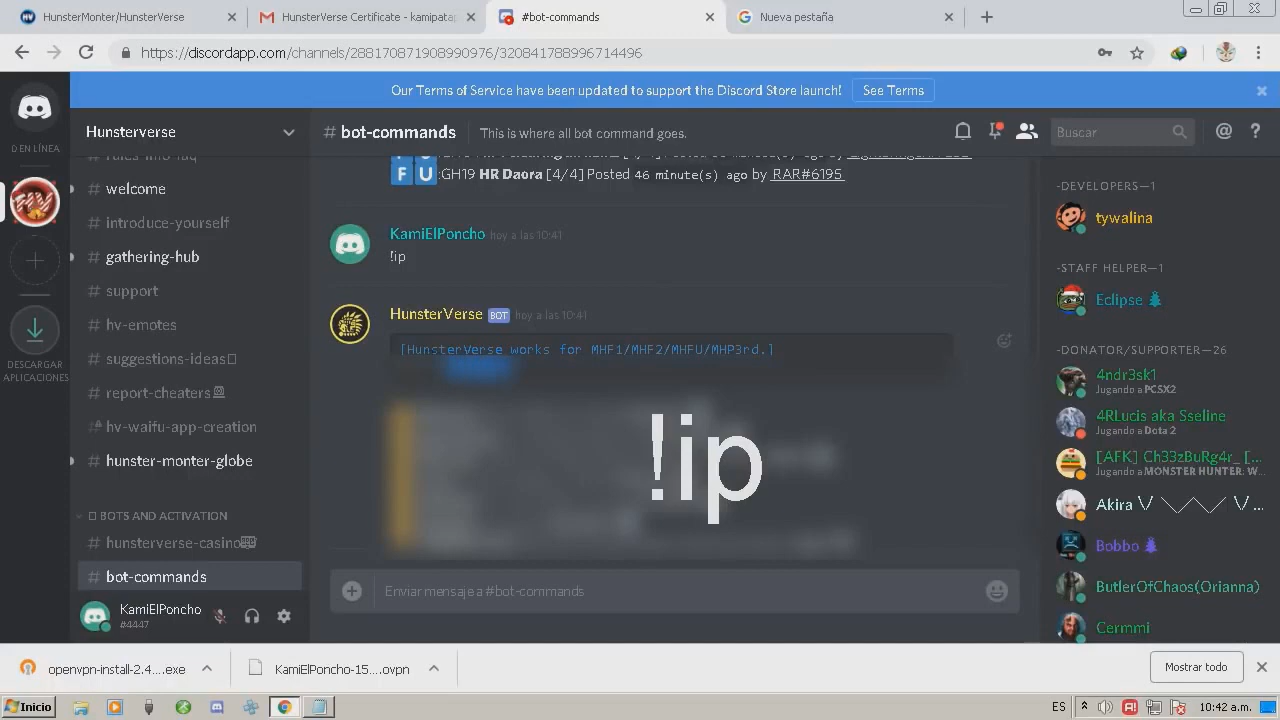 HunsterMonter/HunsterVerse
HunsterVerse Certificate - kamipata
#bot-commands
Nueva pestaña
https://discordapp.com/channels/288170871908990976/320841788996714496
Our Terms of Service have been updated to support the Discord Store launch!
See Terms
Hunsterverse
# bot-commands
This is where all bot command goes.
Buscar
0 EN LÍNEA
# rules-info-faq
# welcome
# introduce-yourself
# gathering-hub
# support
# hv-emotes
# suggestions-ideas
# report-cheaters
hv-waifu-app-creation
# hunster-monter-globe
BOTS AND ACTIVATION
# hunsterverse-casino
# bot-commands
KamiElPoncho
#4447
DESCARGAR
APLICACIONES
F U :GH19 HR Daora [4/4] Posted 46 minute(s) ago by RAR#6195
KamiElPoncho hoy a las 10:41
!ip
HunsterVerse BOT hoy a las 10:41
[HunsterVerse works for MHF1/MHF2/MHFU/MHP3rd.]
!ip
Enviar mensaje a #bot-commands
-DEVELOPERS—1
tywalina
-STAFF HELPER—1
Eclipse
-DONATOR/SUPPORTER—26
4ndr3sk1
Jugando a PCSX2
4RLucis aka Sseline
Jugando a Dota 2
[AFK] Ch33zBuRg4r_ [...
Jugando a MONSTER HUNTER: W...
Akira
Bobbo
ButlerOfChaos(Orianna)
Cermmi
openvpn-install-2.4....exe
KamiElPoncho-15....ovpn
Mostrar todo
Inicio
ES
10:42 a.m.